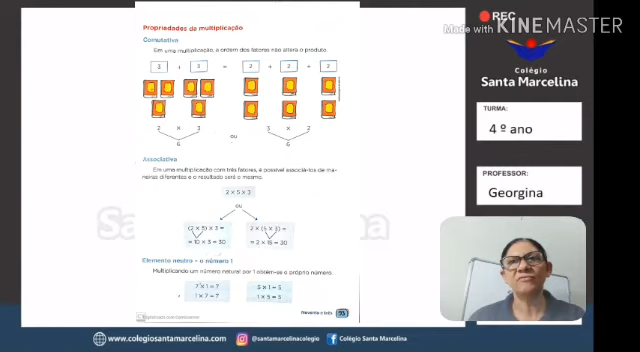 REC
Made with KINEMASTER
Propriedades da multiplicação
Comutativa
Em uma multiplicação, a ordem dos fatores não altera o produto.
3 + 3 = 2 + 2 + 2
2 x 3 ou 3 x 2
6 6
Associativa
Em uma multiplicação com três fatores, é possível associá-los de ma-
neiras diferentes e o resultado será o mesmo.
2 x 5 x 3
ou
(2 x 5) x 3 = 2 x (5 x 3) =
= 10 x 3 = 30 = 2 x 15 = 30
Elemento neutro - o número 1
Multiplicando um número natural por 1 obtém-se o próprio número.
7 x 1 = 7 5 x 1 = 5
1 x 7 = 7 1 x 5 = 5
Noventa e três 93
Colégio
Santa Marcelina
TURMA:
4 º ano
PROFESSOR:
Georgina
www.colegiosantamarcelina.com @santamarcelinacolegio Colégio Santa Marcelina